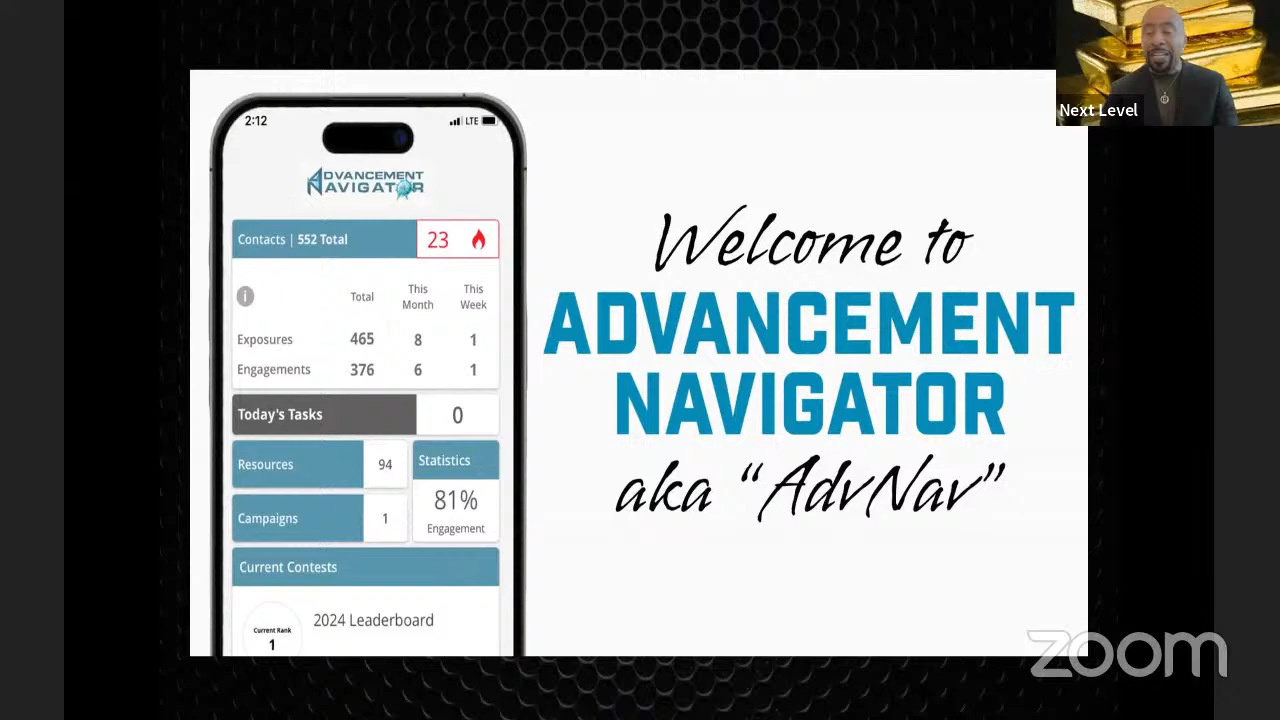 Next Level
2:12
LTE
ADVANCEMENT
NAVIGATOR
Contacts | 552 Total
23
i
Total
This Month
This Week
Exposures 465 8 1
Engagements 376 6 1
Today's Tasks 0
Resources 94
Statistics
81%
Engagement
Campaigns 1
Current Contests
2024 Leaderboard
Current Rank
1
Welcome to
ADVANCEMENT
NAVIGATOR
aka “AdvNav”
zoom